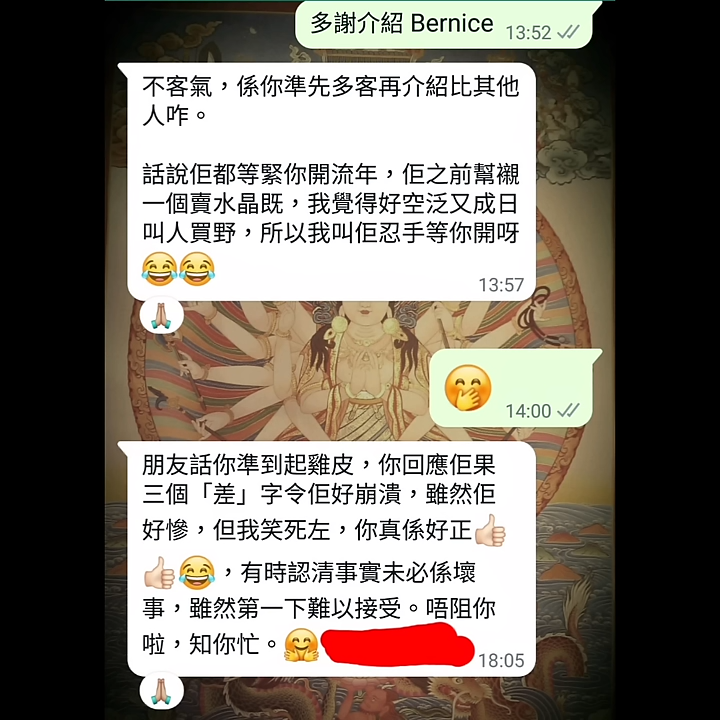 多謝介紹 Bernice 13:52
不客氣，係你準先多客再介紹比其他
人咋。
話說佢都等緊你開流年，佢之前幫襯
一個賣水晶既，我覺得好空泛又成日
叫人買野，所以我叫佢忍手等你開呀
😂😂
13:57
🙏🏻
🤭 14:00
朋友話你準到起雞皮，你回應佢果
三個「差」字令佢好崩潰，雖然佢
好慘，但我笑死左，你真係好正👍🏻
👍🏻😂，有時認清事實未必係壞
事，雖然第一下難以接受。唔阻你
啦，知你忙。🤗
18:05
🙏🏻